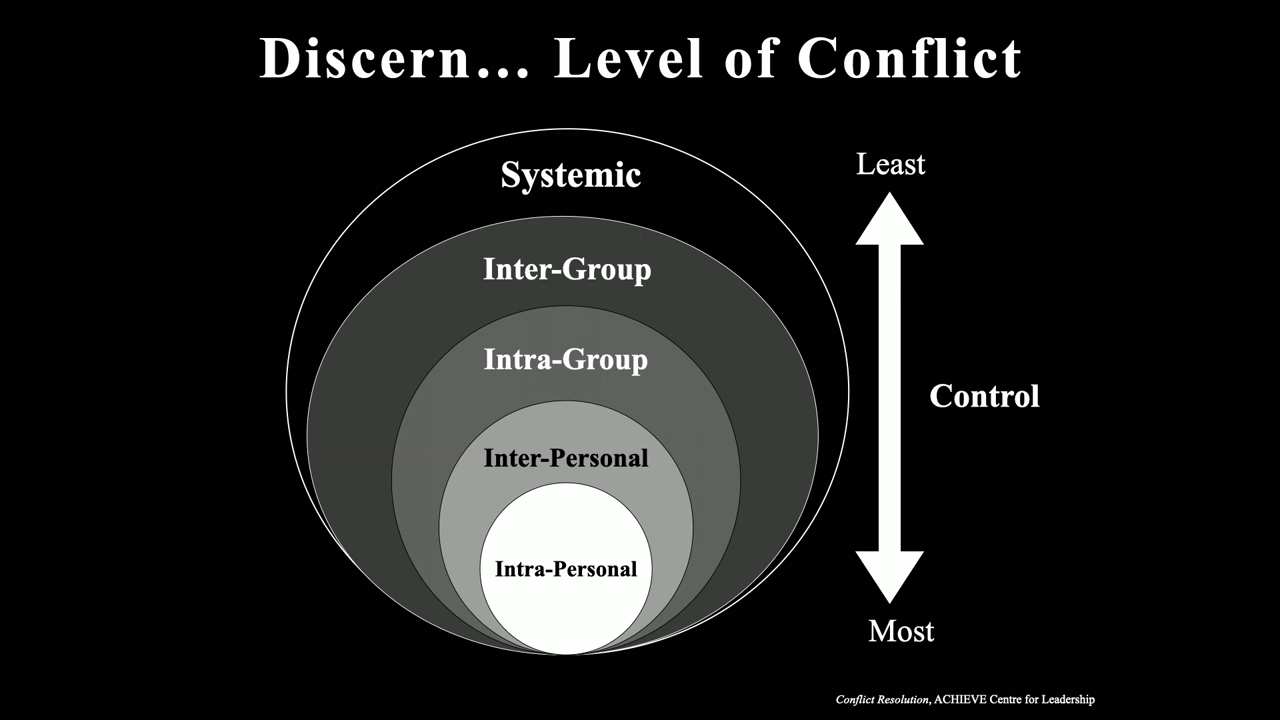 Discern… Level of Conflict
Systemic
Inter-Group
Intra-Group
Inter-Personal
Intra-Personal
Least
Control
Most
Conflict Resolution, ACHIEVE Centre for Leadership